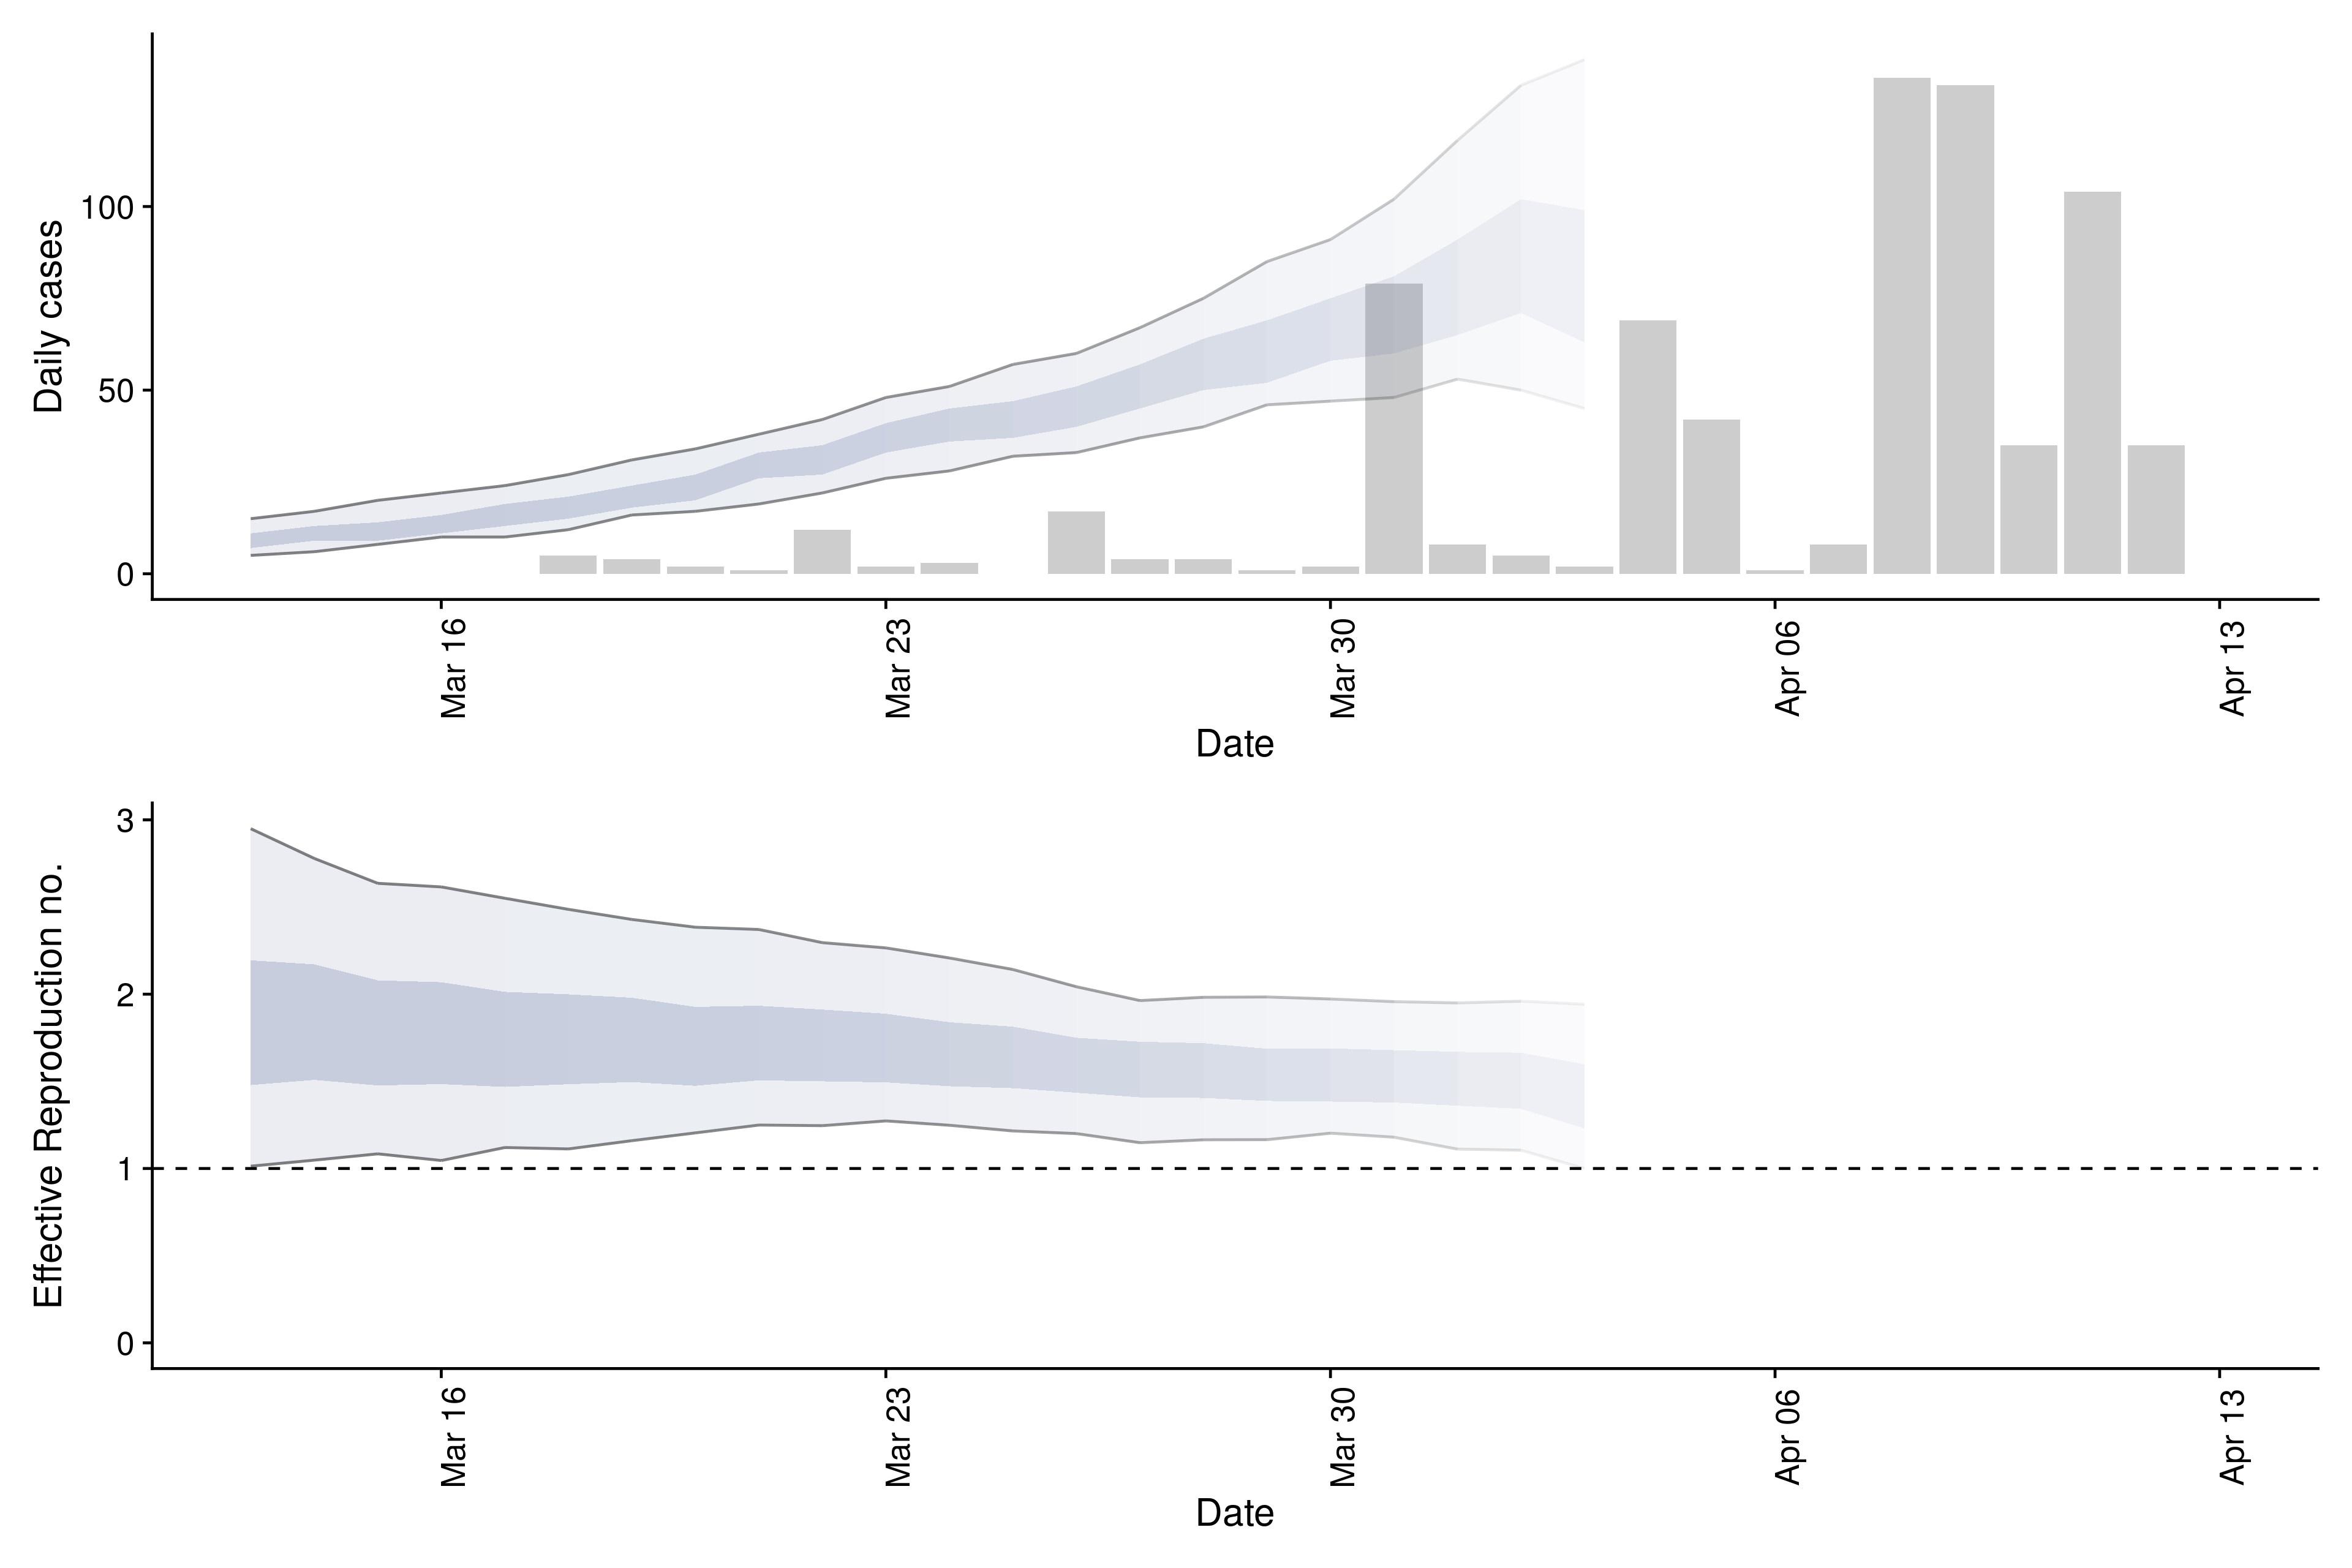 Daily cases
100
50
0
Mar 16
Mar 23
Mar 30
Apr 06
Apr 13
Date
Effective Reproduction no.
3
2
1
0
Mar 16
Mar 23
Mar 30
Apr 06
Apr 13
Date